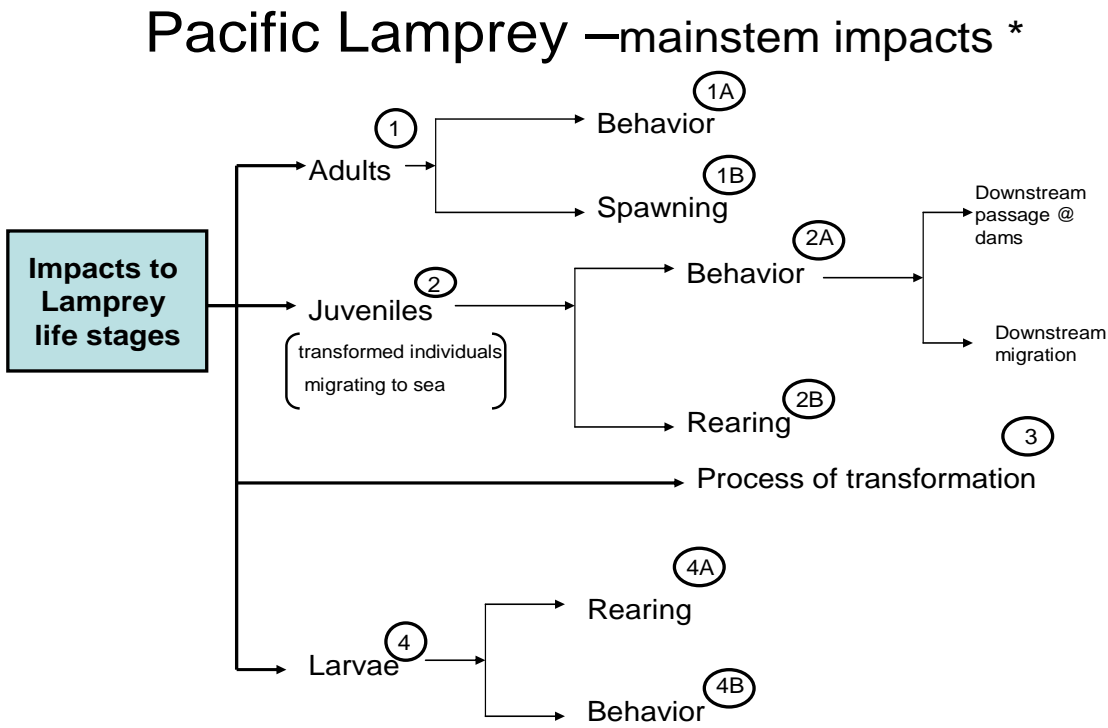 Pacific Lamprey –mainstem impacts *
1A
Behavior
1
Adults
1B
Spawning
Downstream
passage @
dams
2A
Behavior
Impacts to
Lamprey
life stages
2
Juveniles
transformed individuals
migrating to sea
Downstream
migration
2B
Rearing
3
Process of transformation
4A
Rearing
4
Larvae
4B
Behavior